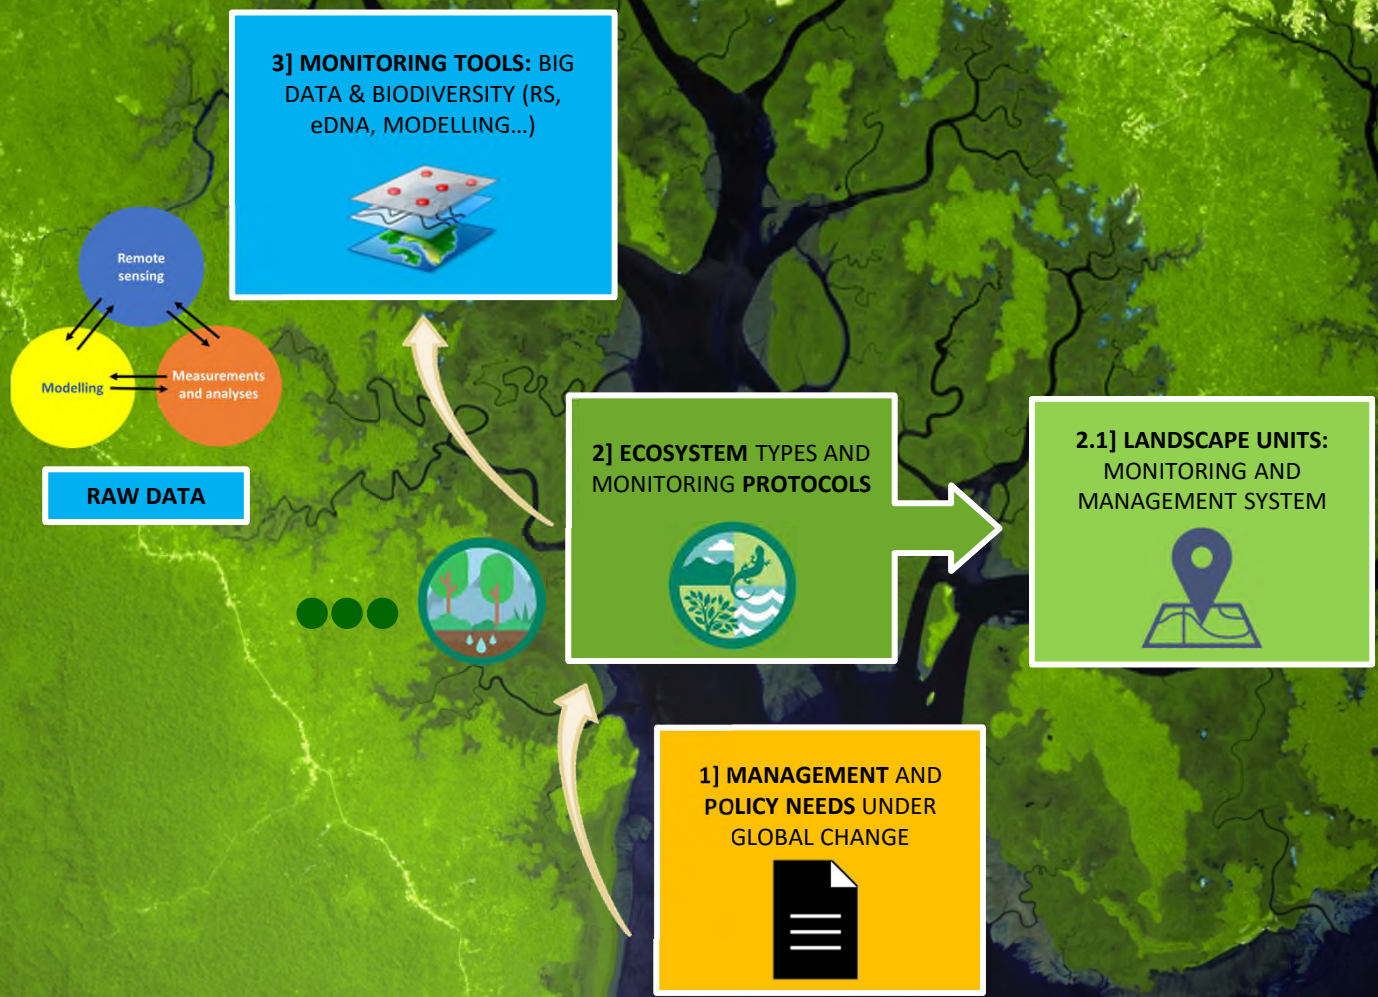 3] MONITORING TOOLS: BIG
DATA & BIODIVERSITY (RS,
eDNA, MODELLING...)
Remote
sensing
Modelling
Measurements
and analyses
RAW DATA
2] ECOSYSTEM TYPES AND
MONITORING PROTOCOLS
2.1] LANDSCAPE UNITS:
MONITORING AND
MANAGEMENT SYSTEM
1] MANAGEMENT AND
POLICY NEEDS UNDER
GLOBAL CHANGE